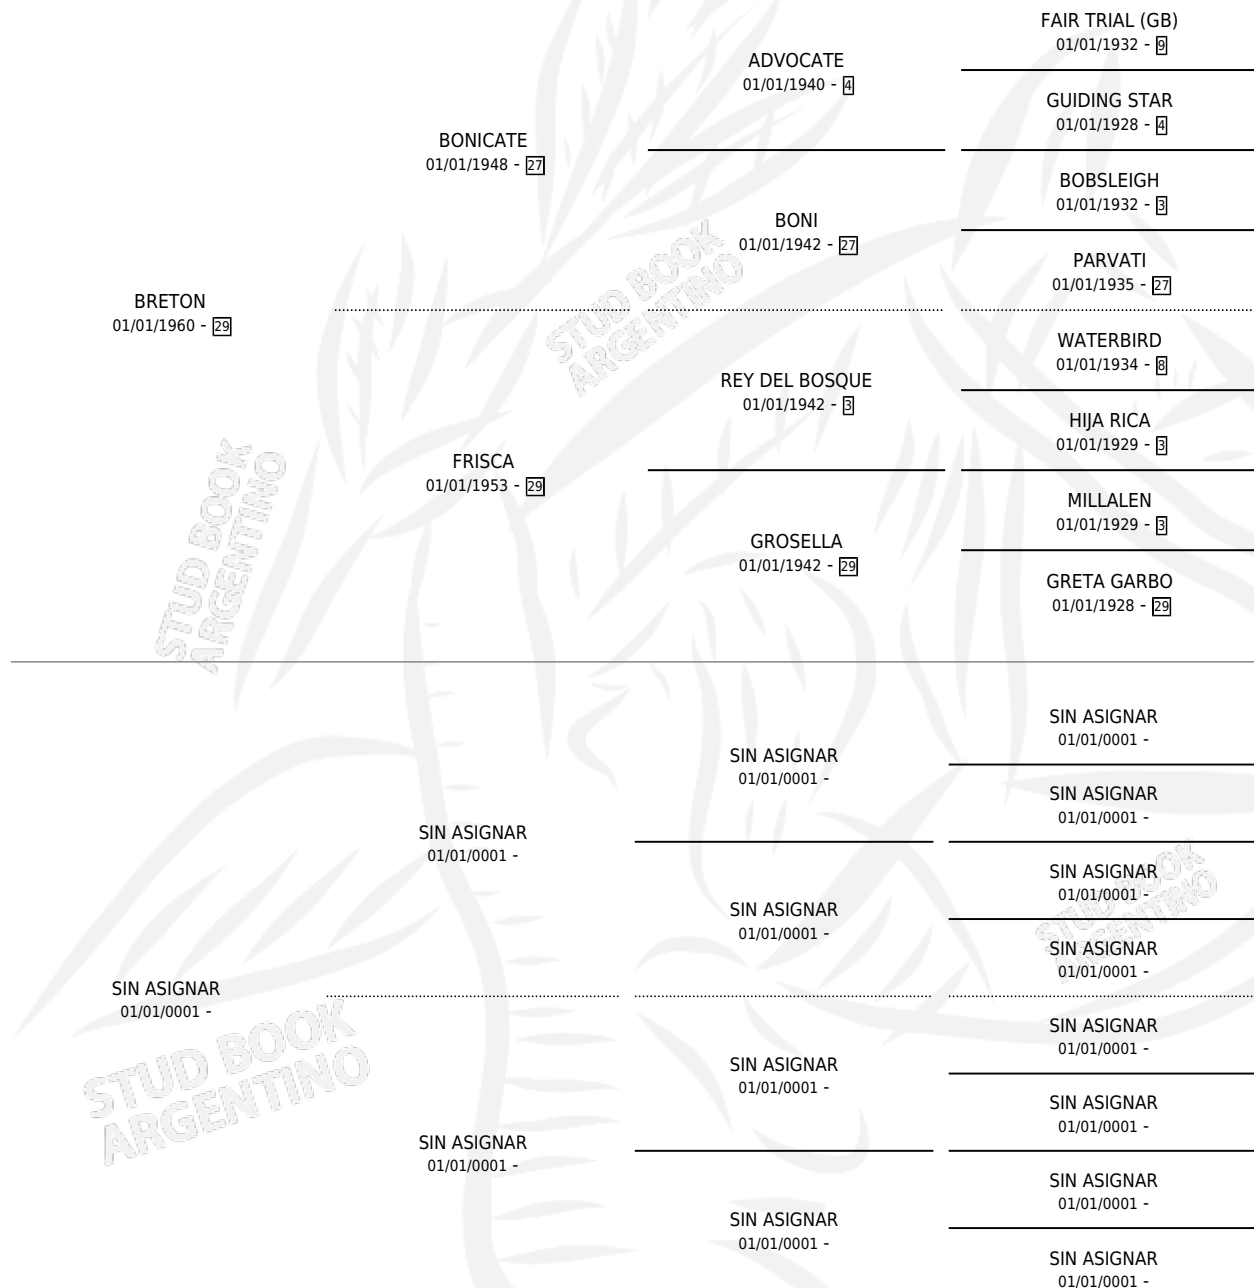 FAIR TRIAL (GB)
01/01/1932 - 9
ADVOCATE
01/01/1940 - 4
GUIDING STAR
01/01/1928 - 4
BONICATE
01/01/1948 - 27
BOBSLEIGH
01/01/1932 - 3
BONI
01/01/1942 - 27
PARVATI
01/01/1935 - 27
BRETON
01/01/1960 - 29
STUD BOOK
ARGENTINO
WATERBIRD
01/01/1934 - 8
REY DEL BOSQUE
01/01/1942 - 3
HIJA RICA
01/01/1929 - 3
FRISCA
01/01/1953 - 29
MILLALEN
01/01/1929 - 3
GROSELLA
01/01/1942 - 29
GRETA GARBO
01/01/1928 - 29
STUD BOOK
ARGENTINO
SIN ASIGNAR
01/01/0001 -
SIN ASIGNAR
01/01/0001 -
SIN ASIGNAR
01/01/0001 -
SIN ASIGNAR
01/01/0001 -
SIN ASIGNAR
01/01/0001 -
SIN ASIGNAR
01/01/0001 -
SIN ASIGNAR
01/01/0001 -
STUD BOOK
ARGENTINO
SIN ASIGNAR
01/01/0001 -
STUD BOOK
ARGENTINO
SIN ASIGNAR
01/01/0001 -
SIN ASIGNAR
01/01/0001 -
SIN ASIGNAR
01/01/0001 -
SIN ASIGNAR
01/01/0001 -
SIN ASIGNAR
01/01/0001 -
SIN ASIGNAR
01/01/0001 -
SIN ASIGNAR
01/01/0001 -